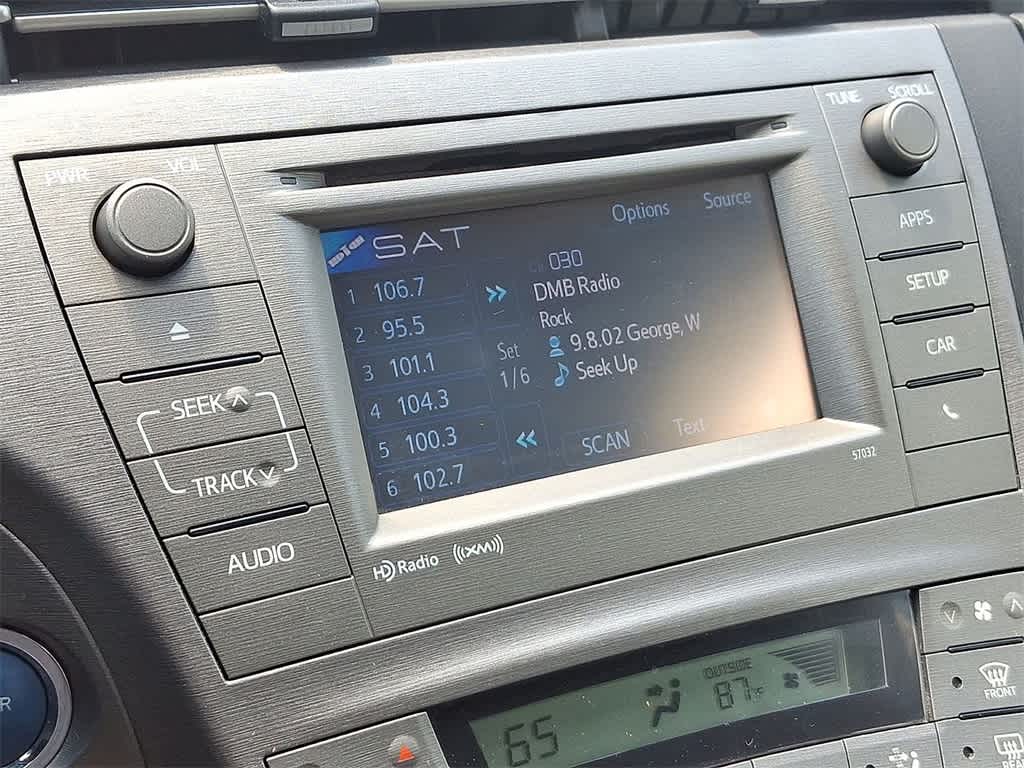 PWR VOL
TUNE SCROLL
SAT
Options Source
1 106.7
2 95.5
3 101.1
4 104.3
5 100.3
6 102.7
Set
1/6
CH 030
DMB Radio
Rock
9.8.02 George, W
Seek Up
SCAN Text
57032
SEEK
TRACK
AUDIO
HD Radio ((XM))
APPS
SETUP
CAR
65
OUTSIDE
87°F
FRONT
REAR
R